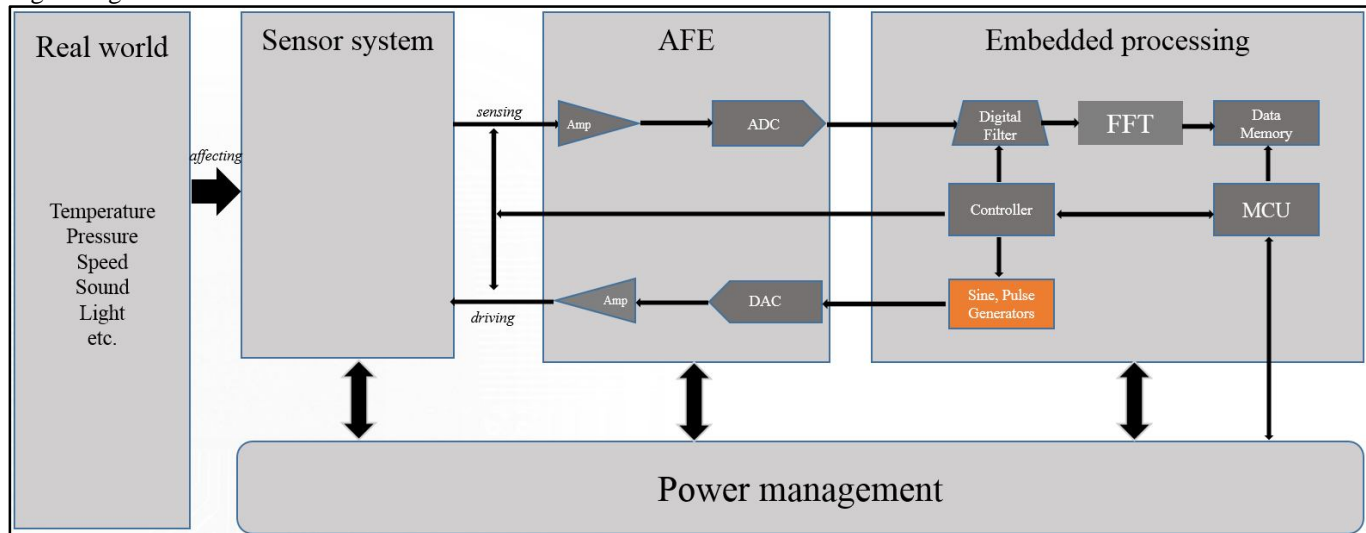 Real world
Temperature
Pressure
Speed
Sound
Light
etc.
affecting
Sensor system
sensing
driving
AFE
Amp
ADC
Amp
DAC
Embedded processing
Digital
Filter
FFT
Data
Memory
Controller
MCU
Sine, Pulse
Generators
Power management